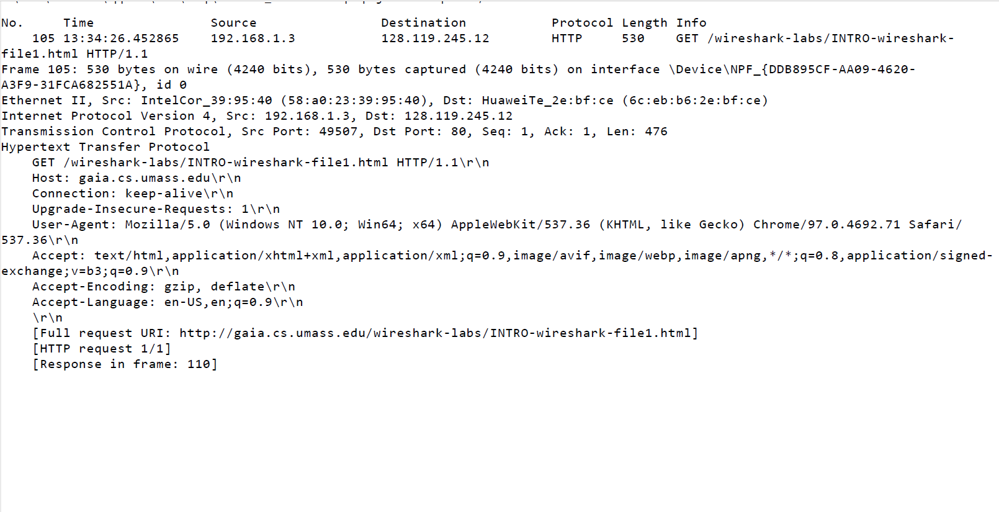 No. Time Source Destination Protocol Length Info
105 13:34:26.452865 192.168.1.3 128.119.245.12 HTTP 530 GET /wireshark-labs/INTRO-wireshark-
file1.html HTTP/1.1
Frame 105: 530 bytes on wire (4240 bits), 530 bytes captured (4240 bits) on interface \Device\NPF_{DDB895CF-AA09-4620-
A3F9-31FCA682551A}, id 0
Ethernet II, Src: IntelCor_39:95:40 (58:a0:23:39:95:40), Dst: HuaweiTe_2e:bf:ce (6c:eb:b6:2e:bf:ce)
Internet Protocol Version 4, Src: 192.168.1.3, Dst: 128.119.245.12
Transmission Control Protocol, Src Port: 49507, Dst Port: 80, Seq: 1, Ack: 1, Len: 476
Hypertext Transfer Protocol
GET /wireshark-labs/INTRO-wireshark-file1.html HTTP/1.1\r\n
Host: gaia.cs.umass.edu\r\n
Connection: keep-alive\r\n
Upgrade-Insecure-Requests: 1\r\n
User-Agent: Mozilla/5.0 (Windows NT 10.0; Win64; x64) AppleWebKit/537.36 (KHTML, like Gecko) Chrome/97.0.4692.71 Safari/
537.36\r\n
Accept: text/html,application/xhtml+xml,application/xml;q=0.9,image/avif,image/webp,image/apng,*/*;q=0.8,application/signed-
exchange;v=b3;q=0.9\r\n
Accept-Encoding: gzip, deflate\r\n
Accept-Language: en-US,en;q=0.9\r\n
\r\n
[Full request URI: http://gaia.cs.umass.edu/wireshark-labs/INTRO-wireshark-file1.html]
[HTTP request 1/1]
[Response in frame: 110]